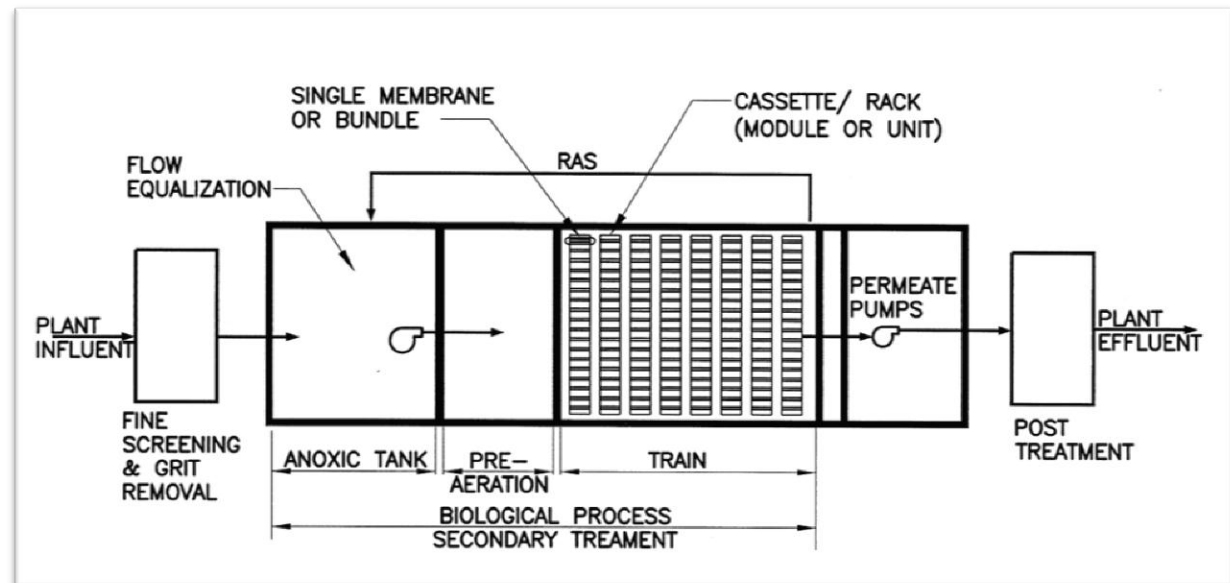 SINGLE MEMBRANE
OR BUNDLE
CASSETTE/ RACK
(MODULE OR UNIT)
FLOW
EQUALIZATION
RAS
PLANT
INFLUENT
PERMEATE
PUMPS
PLANT
EFFLUENT
FINE
SCREENING
& GRIT
REMOVAL
POST
TREATMENT
ANOXIC TANK
PRE-
AERATION
TRAIN
BIOLOGICAL PROCESS
SECONDARY TREAMENT